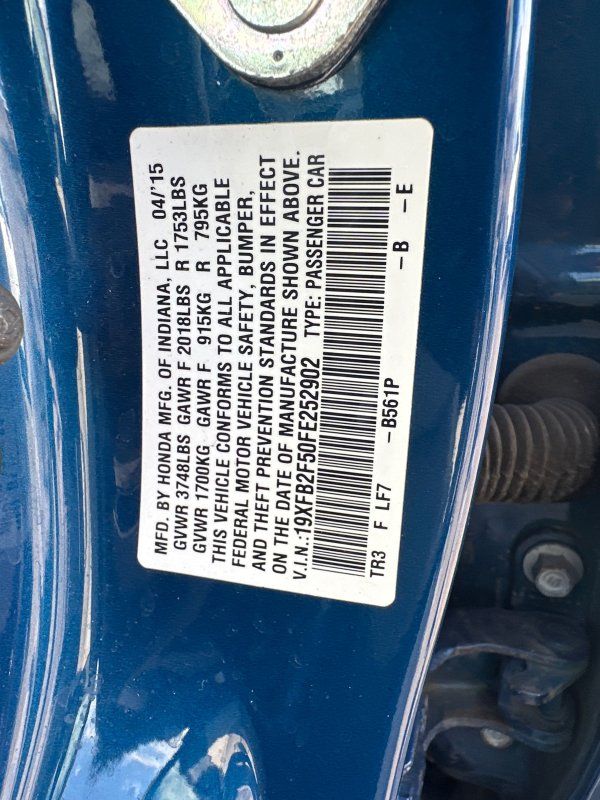 MFD. BY HONDA MFG. OF INDIANA, LLC 04/'15
GVWR 3748LBS GAWR F 2018LBS R 1753LBS
GVWR 1700KG GAWR F 915KG R 795KG
THIS VEHICLE CONFORMS TO ALL APPLICABLE
FEDERAL MOTOR VEHICLE SAFETY, BUMPER,
AND THEFT PREVENTION STANDARDS IN EFFECT
ON THE DATE OF MANUFACTURE SHOWN ABOVE.
V.I.N.:19XFB2F50FE252902 TYPE: PASSENGER CAR
TR3 F LF7 -B561P -B -E